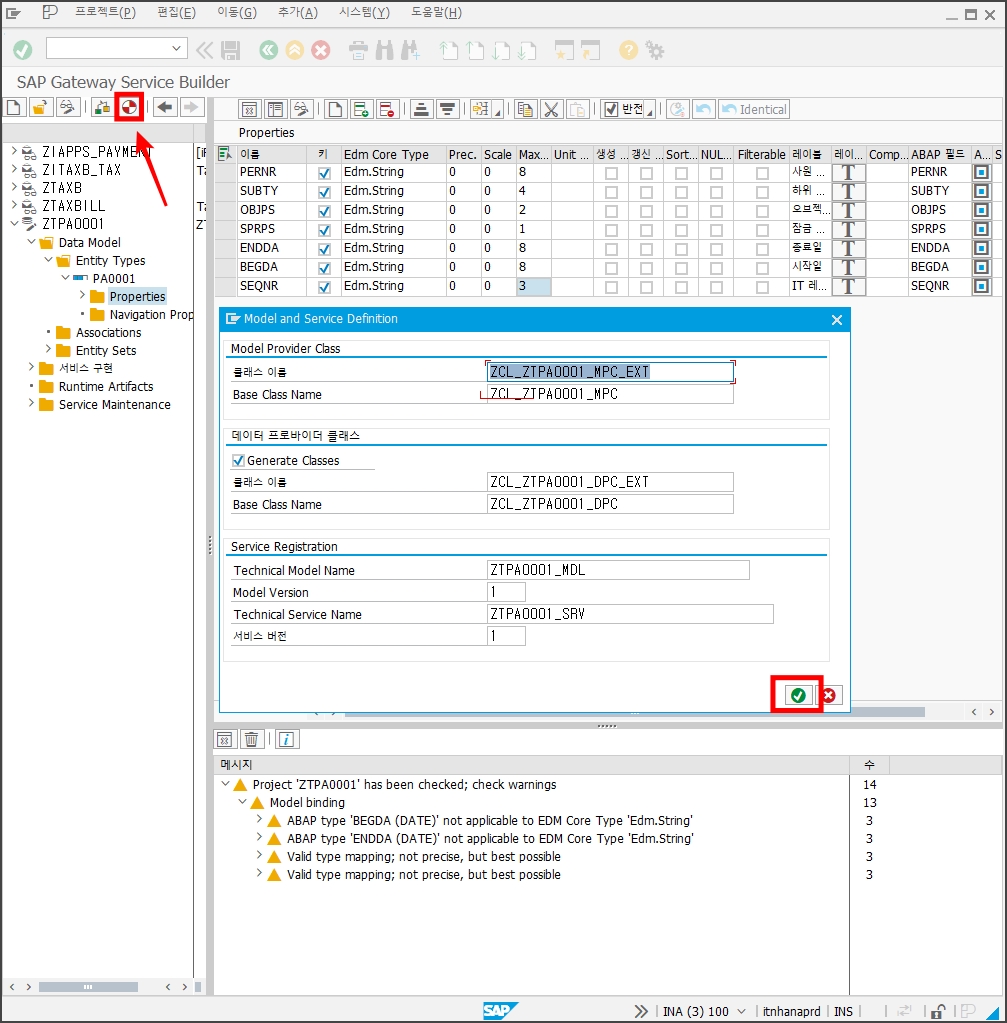 프로젝트(P) 편집(E) 이동(G) 추가(A) 시스템(Y) 도움말(H)
SAP Gateway Service Builder
반전
Identical
Properties
이름 키 Edm Core Type Prec. Scale Max... Unit ... 생성 ... 갱신 ... Sort... NUL... Filterable 레이블 레이... Comp... ABAP 필드 A... S
PERNR Edm.String 0 0 8 사원 ... T PERNR
SUBTY Edm.String 0 0 4 하위 ... T SUBTY
OBJPS Edm.String 0 0 2 오브젝... T OBJPS
SPRPS Edm.String 0 0 1 잠금 ... T SPRPS
ENDDA Edm.String 0 0 8 종료일 T ENDDA
BEGDA Edm.String 0 0 8 시작일 T BEGDA
SEQNR Edm.String 0 0 3 IT 레... T SEQNR
ZIAPPS_PAYMENT
ZITAXB_TAX Ta
ZTAXB
ZTAXBILL Ta
ZTPA0001 Z
Data Model
Entity Types
PA0001
Properties
Navigation Prop
Associations
Entity Sets
서비스 구현
Runtime Artifacts
Service Maintenance
Model and Service Definition
Model Provider Class
클래스 이름 ZCL_ZTPA0001_MPC_EXT
Base Class Name ZCL_ZTPA0001_MPC
데이터 프로바이더 클래스
Generate Classes
클래스 이름 ZCL_ZTPA0001_DPC_EXT
Base Class Name ZCL_ZTPA0001_DPC
Service Registration
Technical Model Name ZTPA0001_MDL
Model Version 1
Technical Service Name ZTPA0001_SRV
서비스 버전 1
메시지 수
Project 'ZTPA0001' has been checked; check warnings 14
Model binding 13
ABAP type 'BEGDA (DATE)' not applicable to EDM Core Type 'Edm.String' 3
ABAP type 'ENDDA (DATE)' not applicable to EDM Core Type 'Edm.String' 3
Valid type mapping; not precise, but best possible 3
Valid type mapping; not precise, but best possible 3
SAP INA (3) 100 itnhanaprd INS